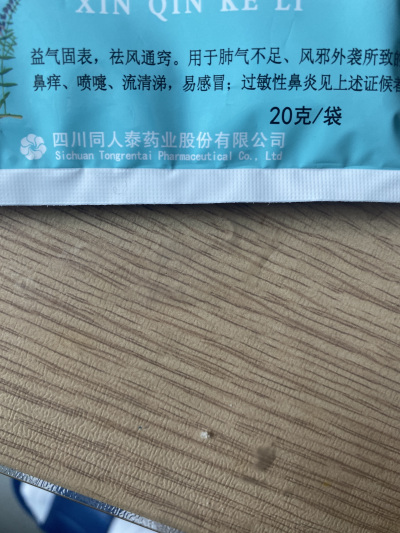 XIN QIN KE LI
益气固表，祛风通窍。用于肺气不足、风邪外袭所致的
鼻痒、喷嚏、流清涕，易感冒；过敏性鼻炎见上述证候者
20克/袋
四川同人泰药业股份有限公司
Sichuan Tongrentai Pharmaceutical Co., Ltd